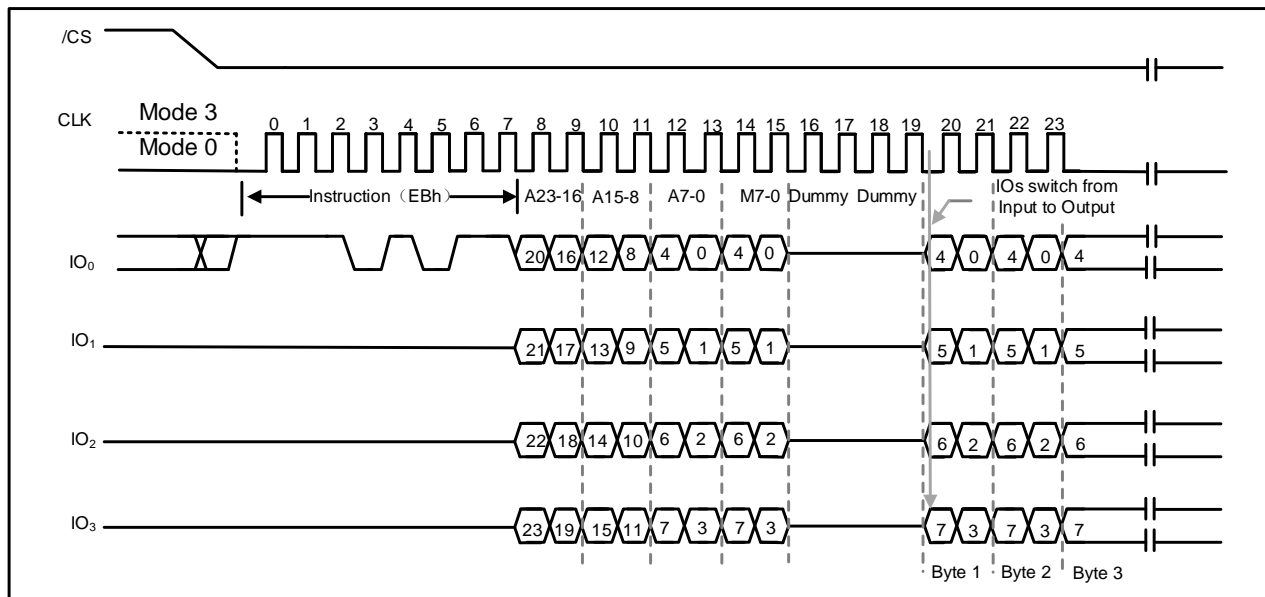 /CS
Mode 3
CLK
Mode 0
0 1 2 3 4 5 6 7 8 9 10 11 12 13 14 15 16 17 18 19 20 21 22 23
Instruction（EBh）
A23-16 A15-8 A7-0 M7-0 Dummy Dummy
IOs switch from
Input to Output
IO₀
20 16 12 8 4 0 4 0 4 0 4 0 4
IO₁
21 17 13 9 5 1 5 1 5 1 5 1 5
IO₂
22 18 14 10 6 2 6 2 6 2 6 2 6
IO₃
23 19 15 11 7 3 7 3 7 3 7 3 7
Byte 1 Byte 2 Byte 3